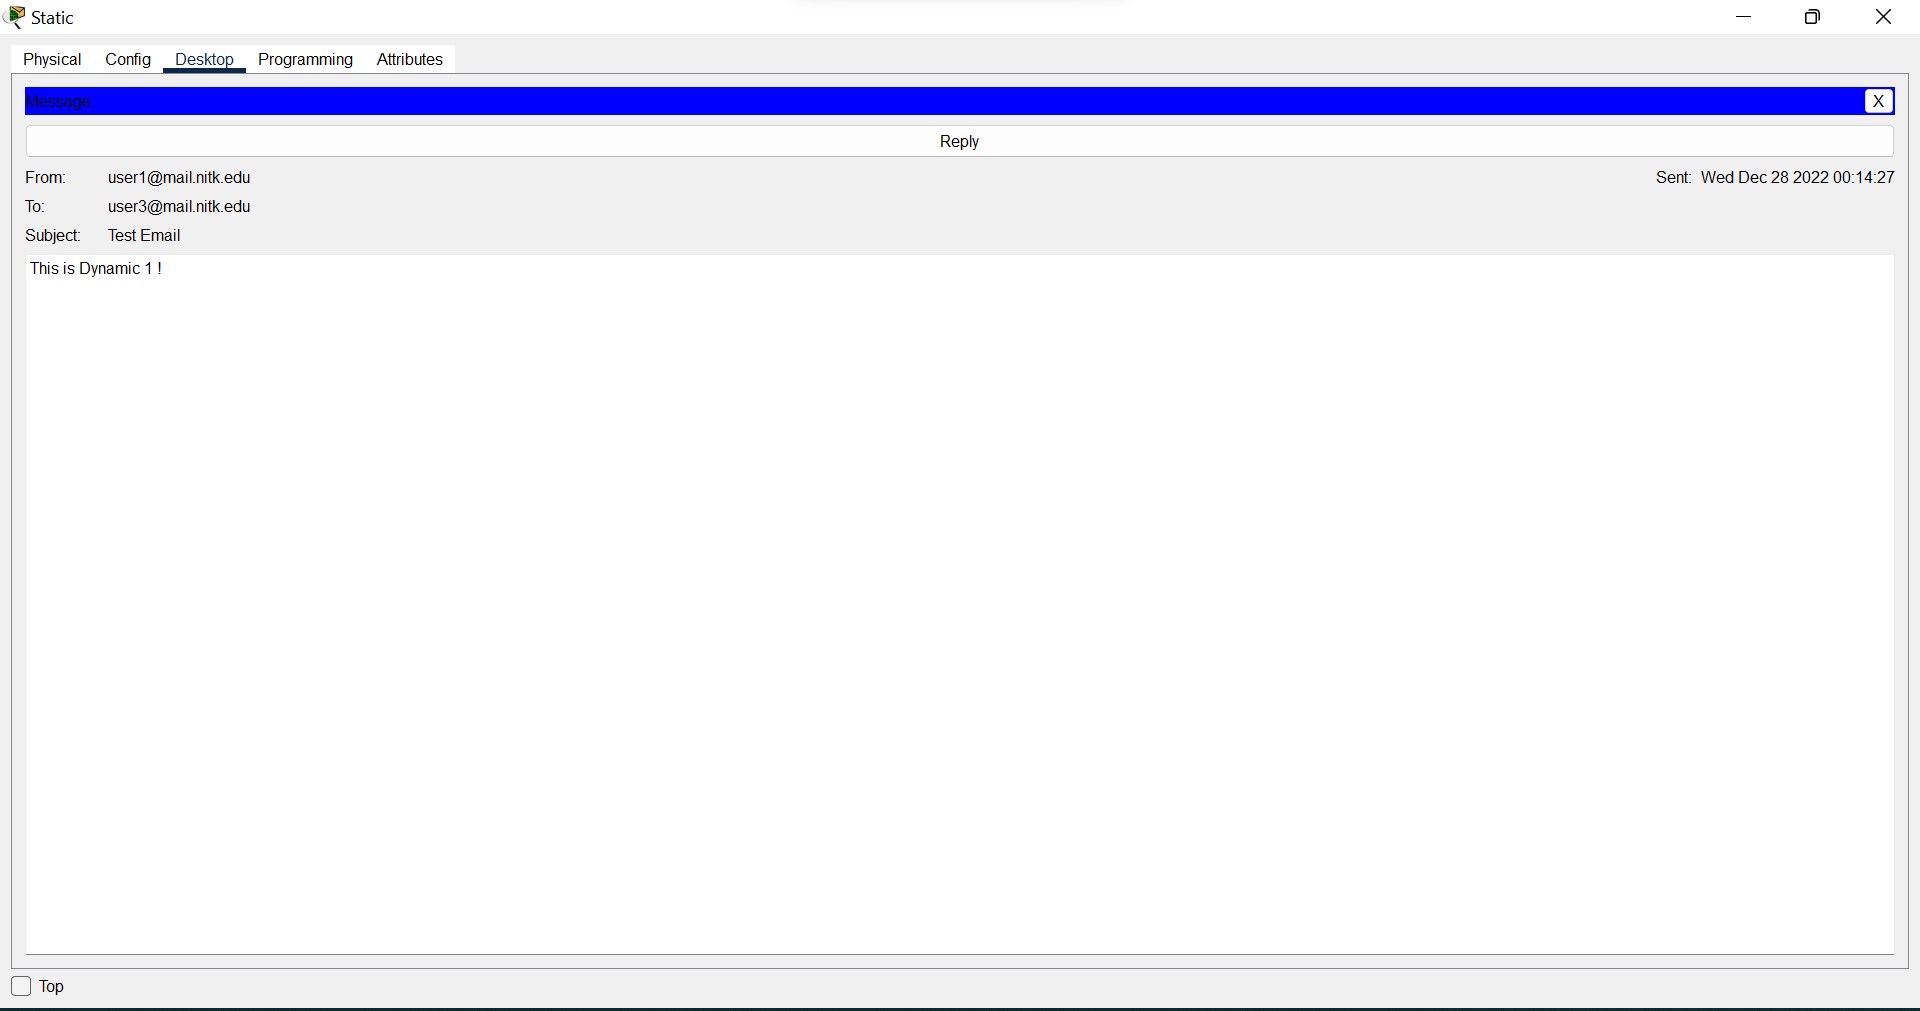 Static
Physical Config Desktop Programming Attributes
Message X
Reply
From: user1@mail.nitk.edu Sent: Wed Dec 28 2022 00:14:27
To: user3@mail.nitk.edu
Subject: Test Email
This is Dynamic 1 !
Top